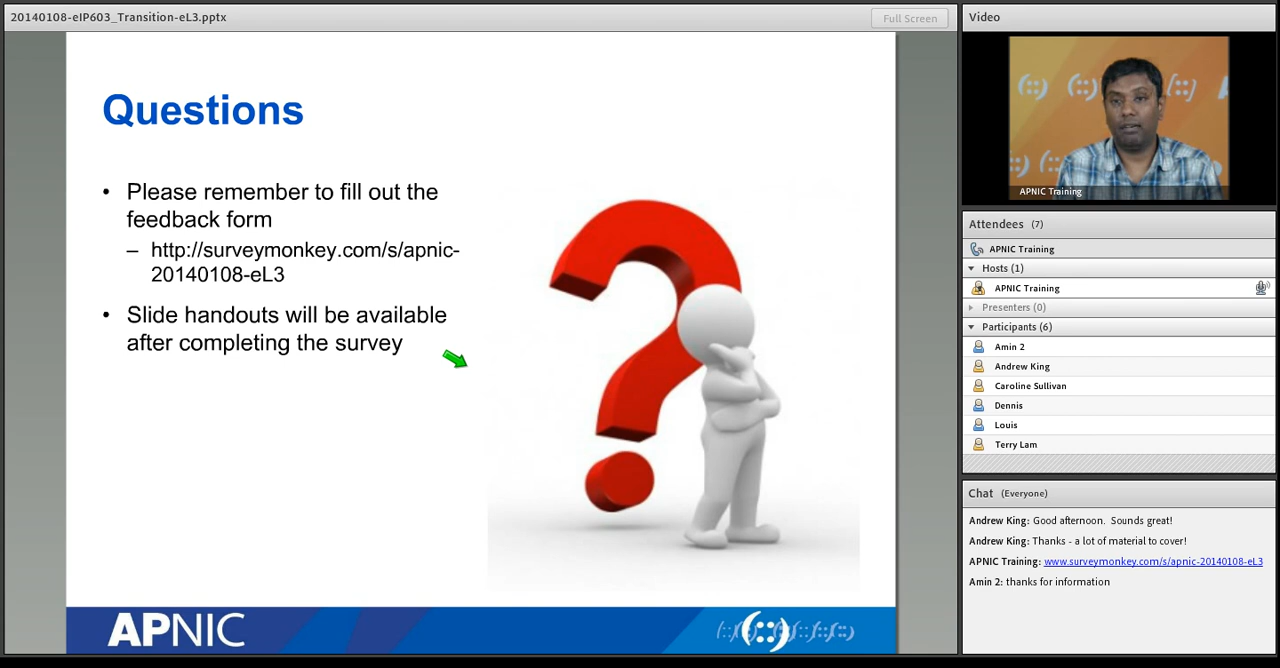 20140108-eIP603_Transition-eL3.pptx
Full Screen
Questions
• Please remember to fill out the
feedback form
– http://surveymonkey.com/s/apnic-
20140108-eL3
• Slide handouts will be available
after completing the survey
APNIC
(::)
Video
APNIC Training
Attendees (7)
APNIC Training
Hosts (1)
APNIC Training
Presenters (0)
Participants (6)
Amin 2
Andrew King
Caroline Sullivan
Dennis
Louis
Terry Lam
Chat (Everyone)
Andrew King: Good afternoon. Sounds great!
Andrew King: Thanks - a lot of material to cover!
APNIC Training: www.surveymonkey.com/s/apnic-20140108-eL3
Amin 2: thanks for information